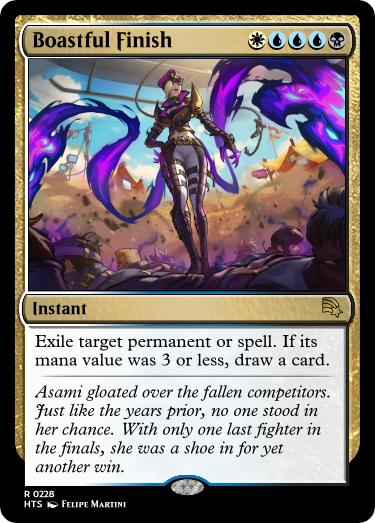 Boastful Finish
Instant
Exile target permanent or spell. If its
mana value was 3 or less, draw a card.
Asami gloated over the fallen competitors.
Just like the years prior, no one stood in
her chance. With only one last fighter in
the finals, she was a shoe in for yet
another win.
R 0228
HTS Felipe Martini